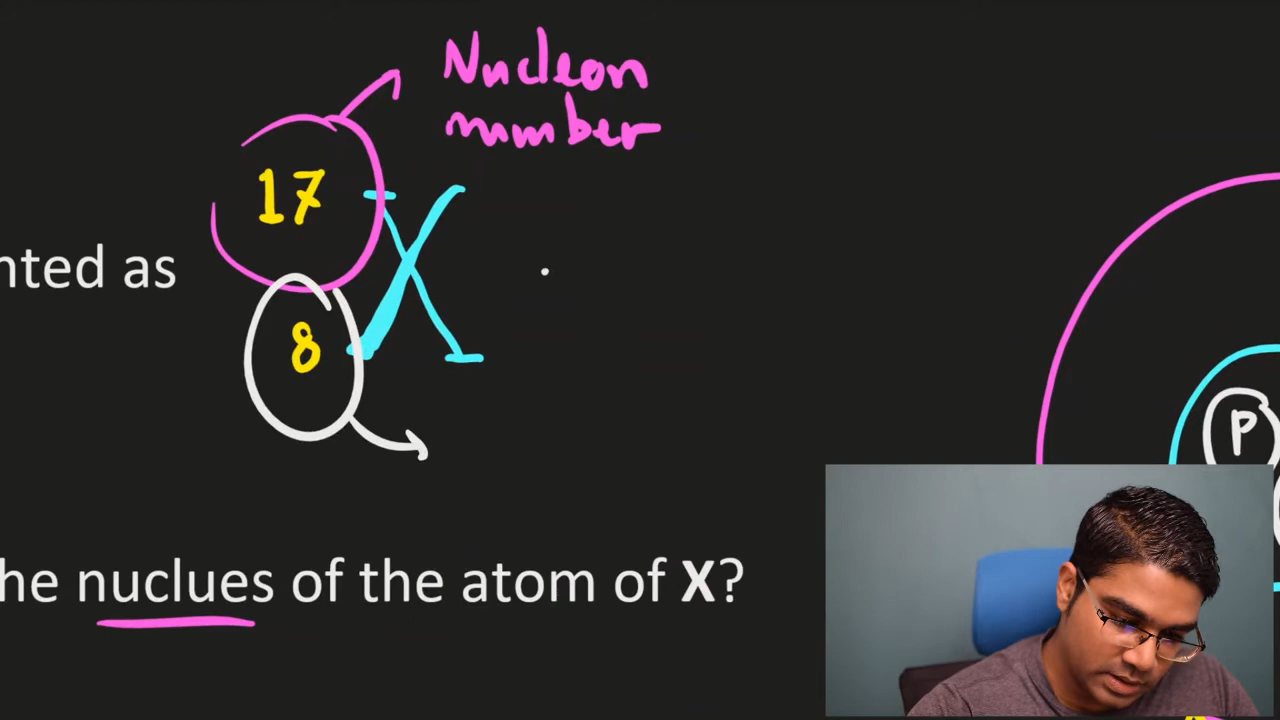 Nucleon
number
17
X
nted as
8
P
he nuclues of the atom of X?